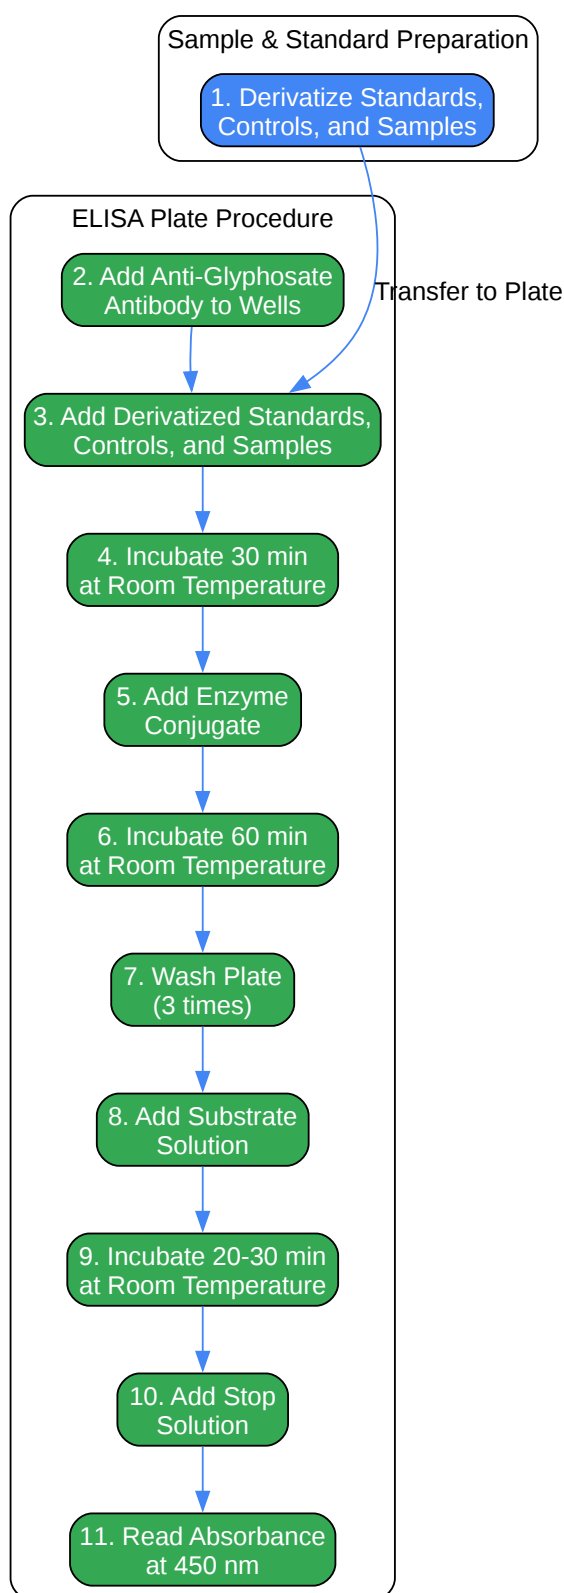 Sample & Standard Preparation
1. Derivatize Standards,
Controls, and Samples
ELISA Plate Procedure
2. Add Anti-Glyphosate
Antibody to Wells
Transfer to Plate
3. Add Derivatized Standards,
Controls, and Samples
4. Incubate 30 min
at Room Temperature
5. Add Enzyme
Conjugate
6. Incubate 60 min
at Room Temperature
7. Wash Plate
(3 times)
8. Add Substrate
Solution
9. Incubate 20-30 min
at Room Temperature
10. Add Stop
Solution
11. Read Absorbance
at 450 nm